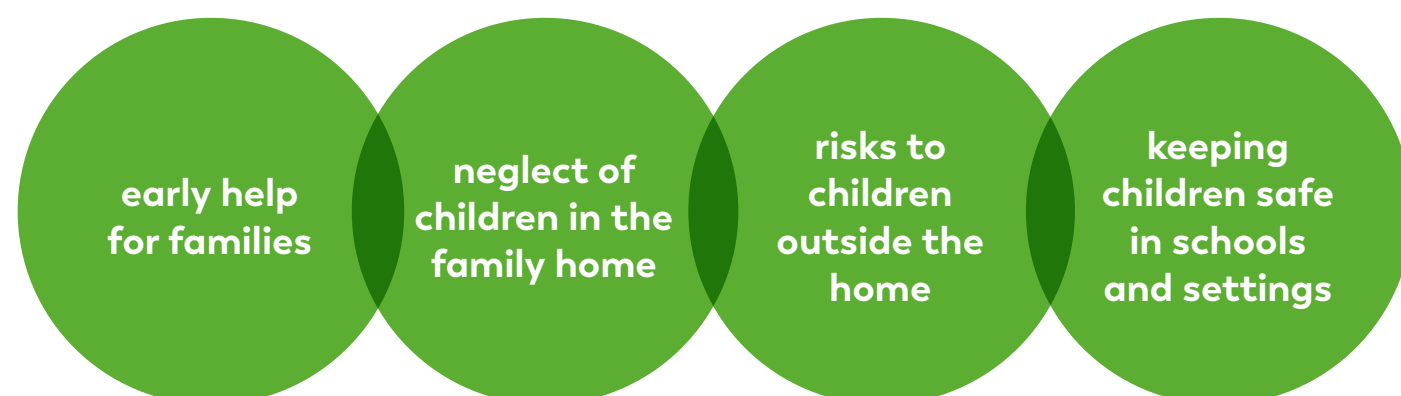 early help
for families
neglect of
children in the
family home
risks to
children
outside the
home
keeping
children safe
in schools
and settings